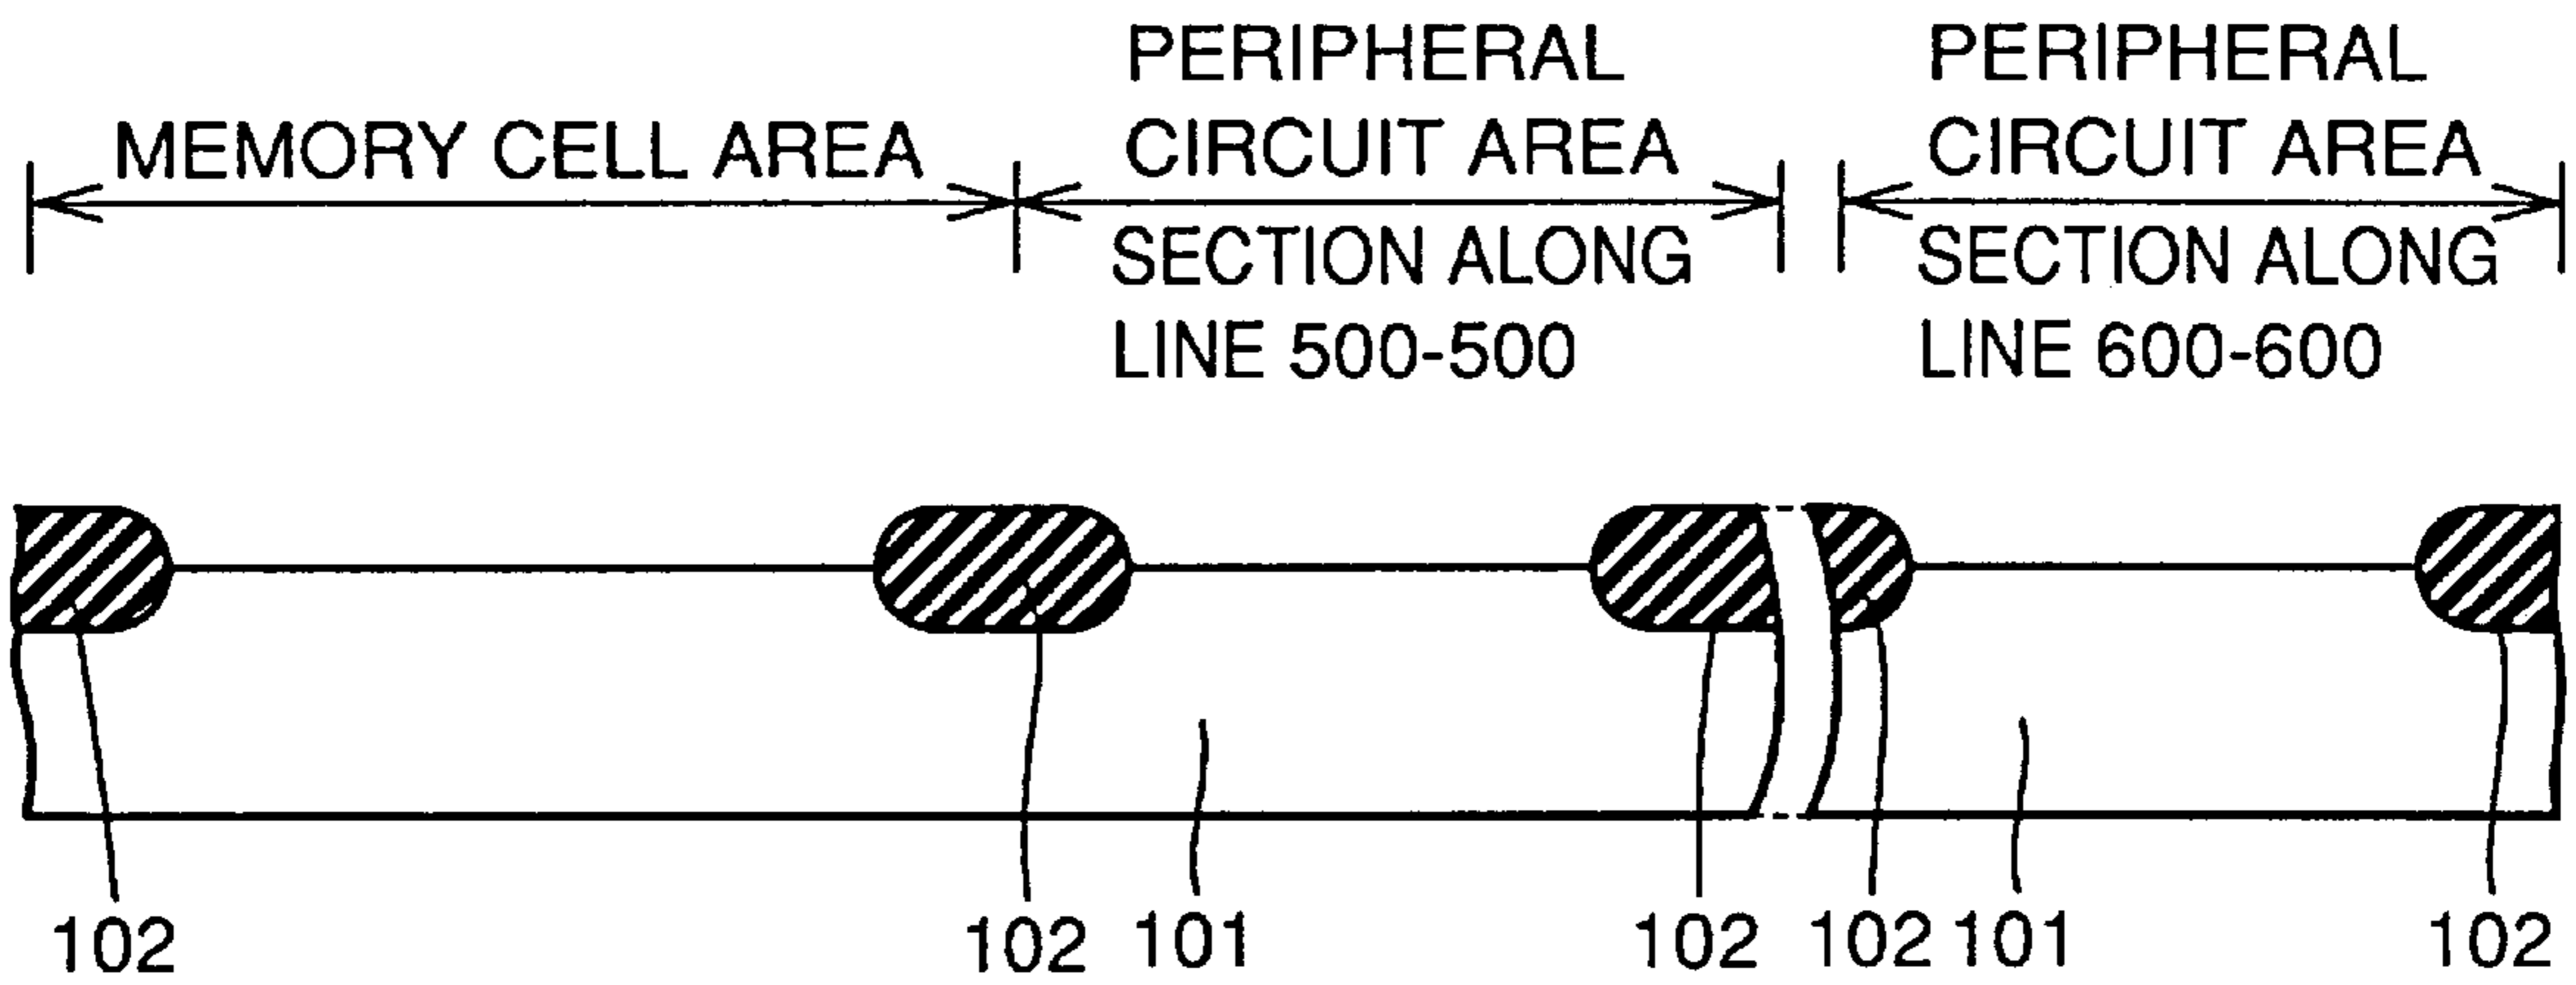 MEMORY CELL AREA
PERIPHERAL
CIRCUIT AREA
SECTION ALONG
LINE 500-500
PERIPHERAL
CIRCUIT AREA
SECTION ALONG
LINE 600-600
102
102
101
102
102
101
102